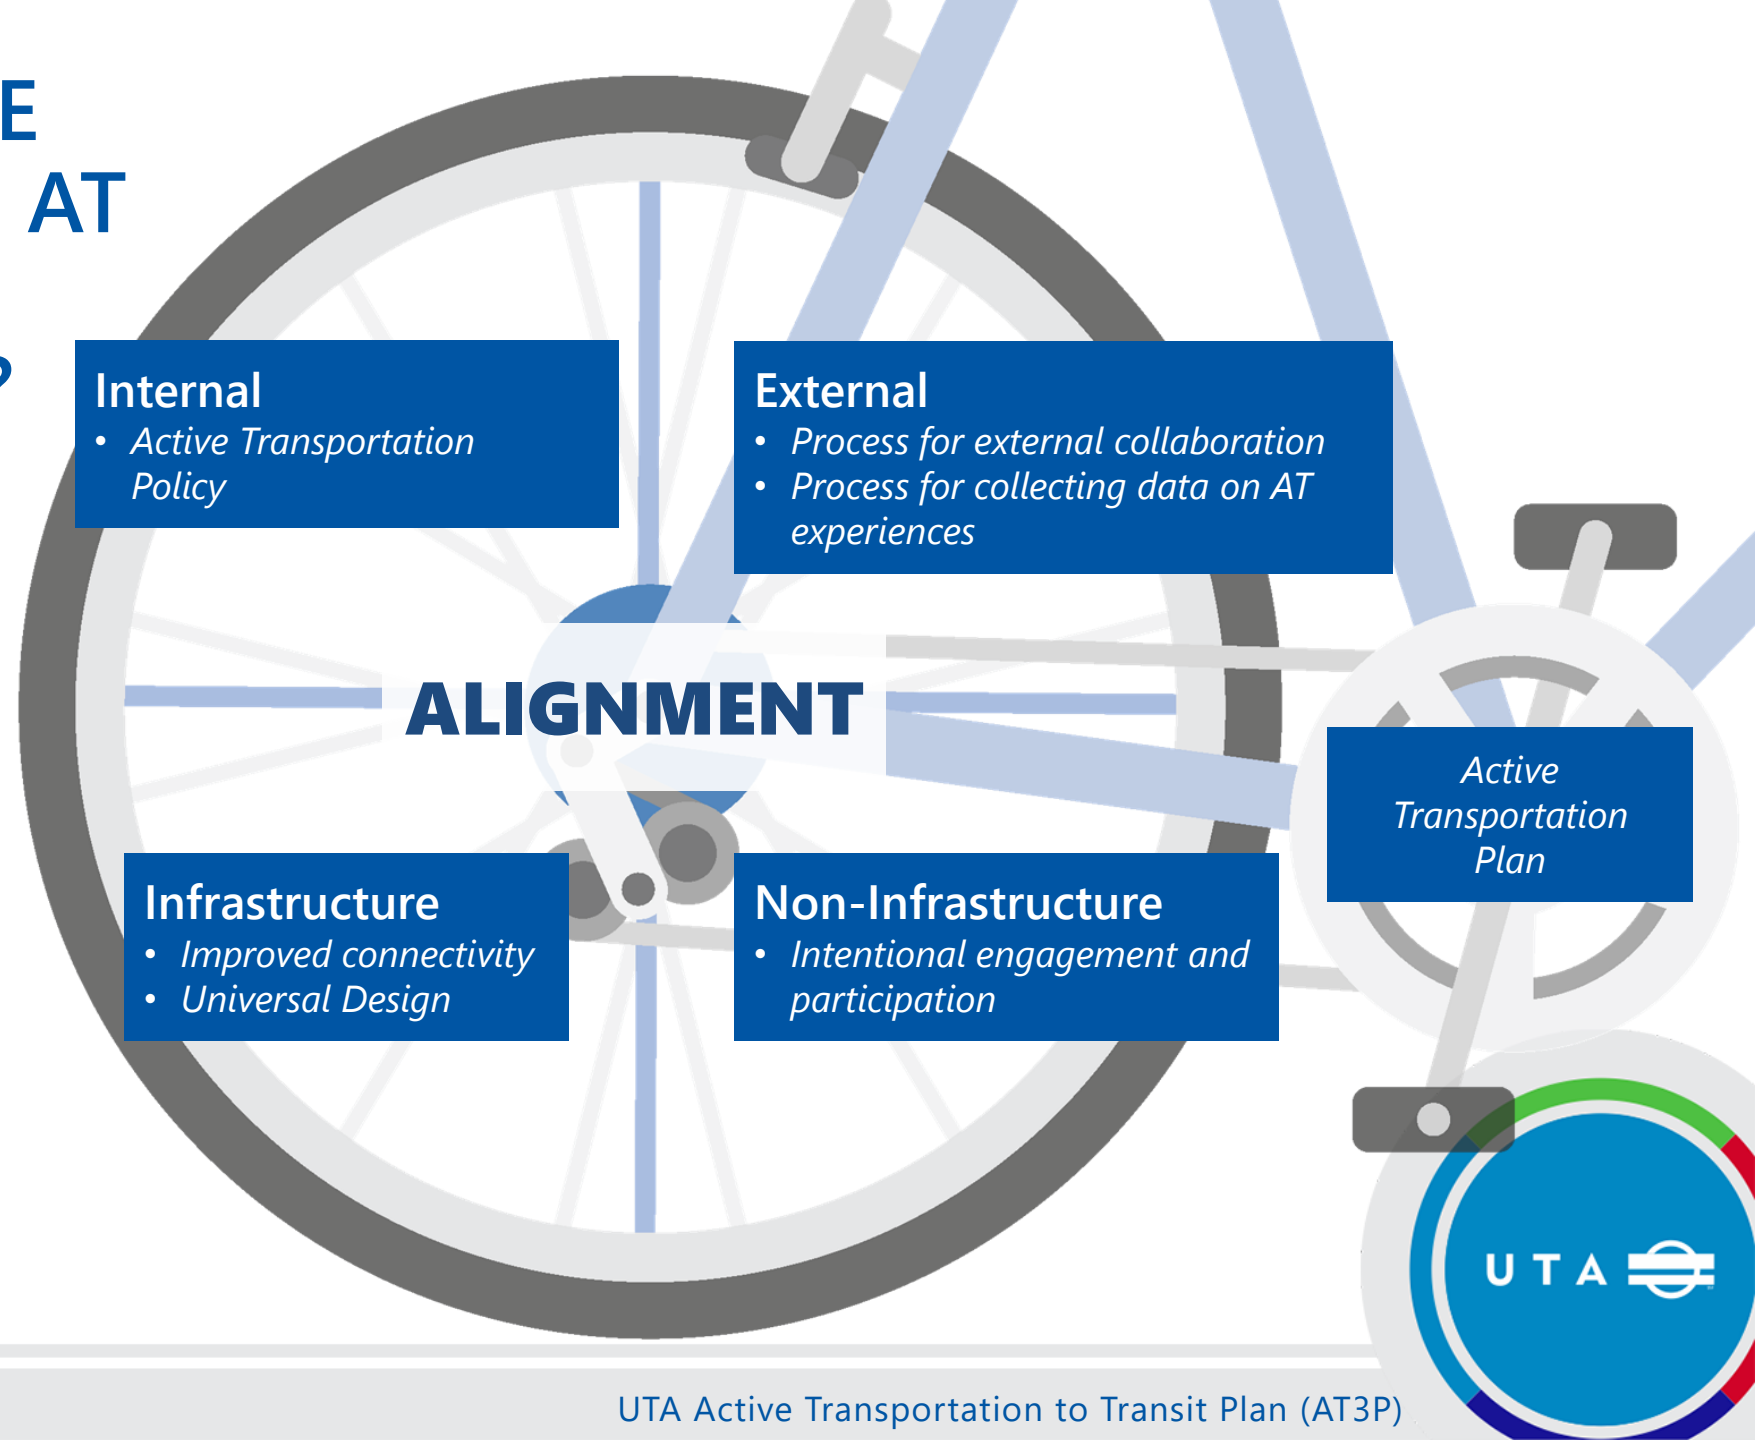 E
AT
?
Internal
• Active Transportation
Policy
External
• Process for external collaboration
• Process for collecting data on AT
experiences
ALIGNMENT
Active
Transportation
Plan
Infrastructure
• Improved connectivity
• Universal Design
Non-Infrastructure
• Intentional engagement and
participation
UTA
UTA Active Transportation to Transit Plan (AT3P)